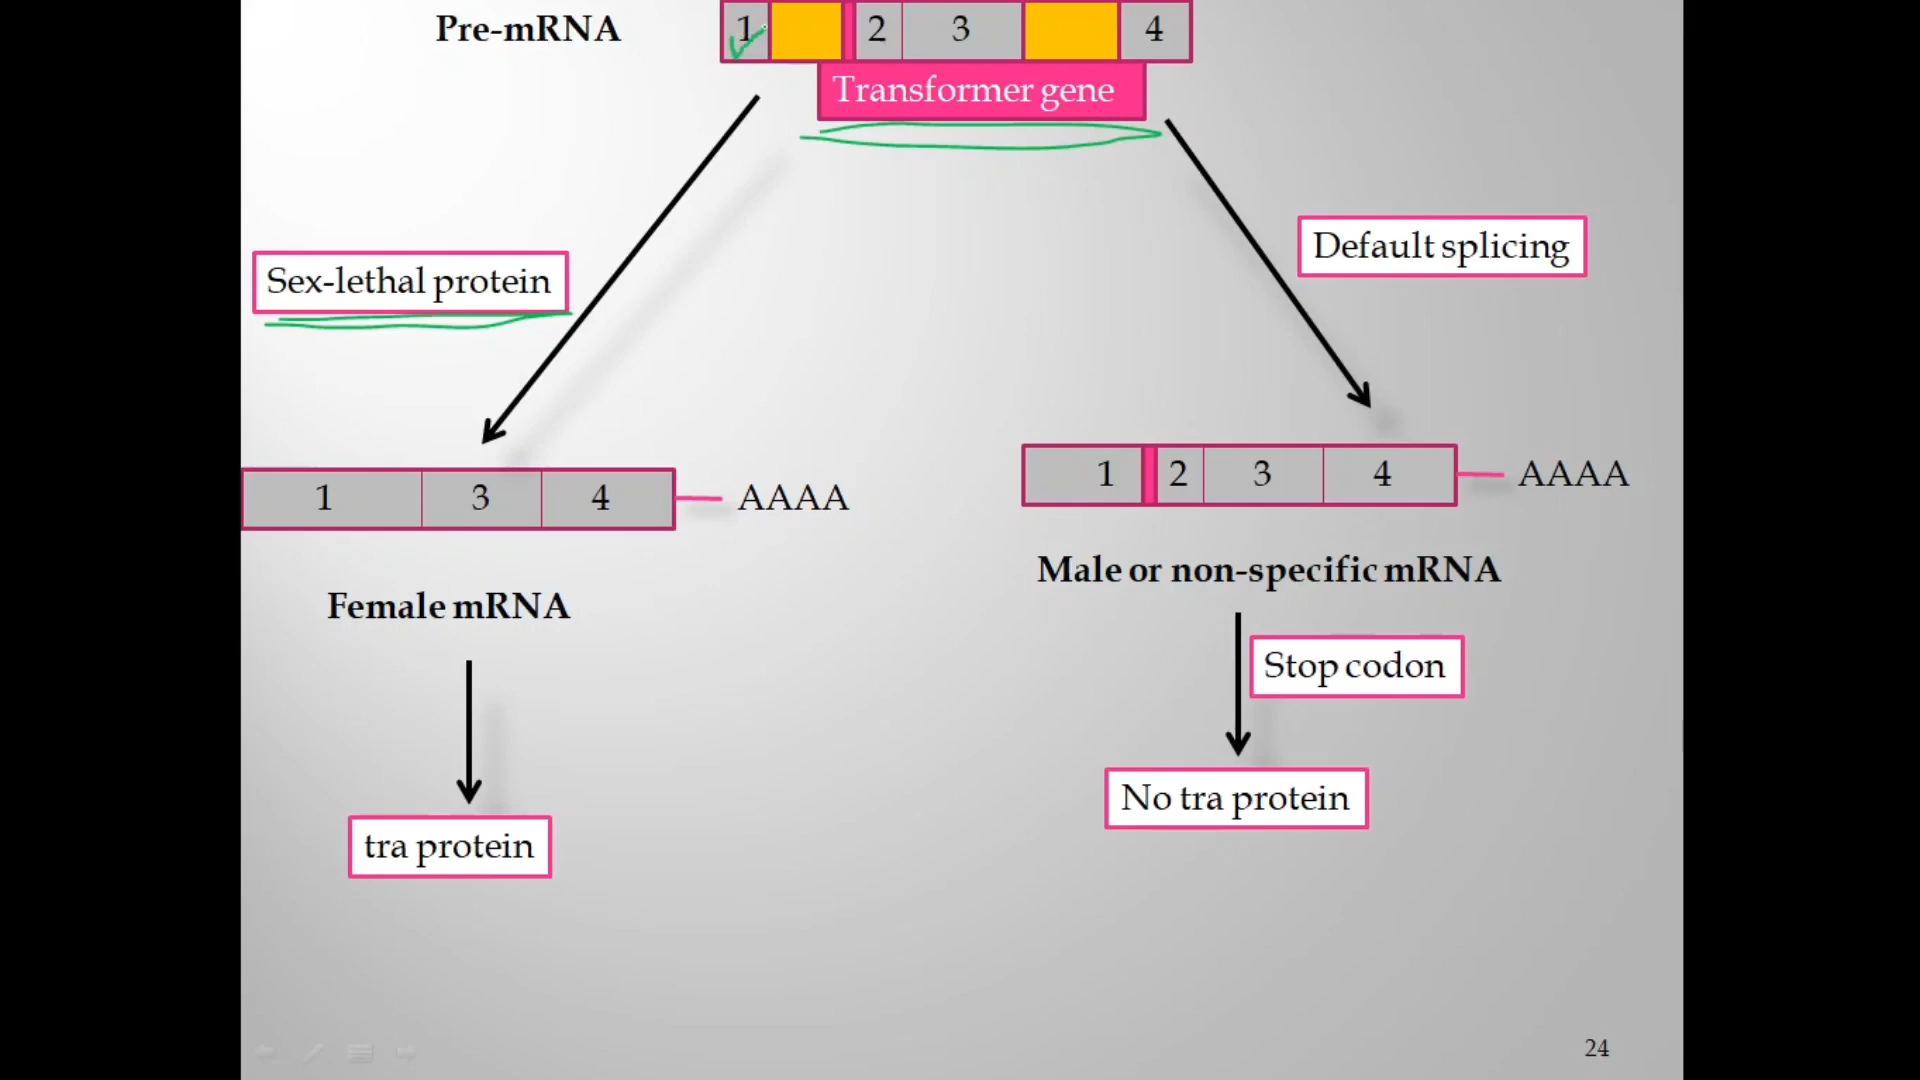 Pre-mRNA
1 2 3 4
Transformer gene
Default splicing
Sex-lethal protein
1 2 3 4 AAAA
1 3 4 AAAA
Male or non-specific mRNA
Female mRNA
Stop codon
No tra protein
tra protein
24